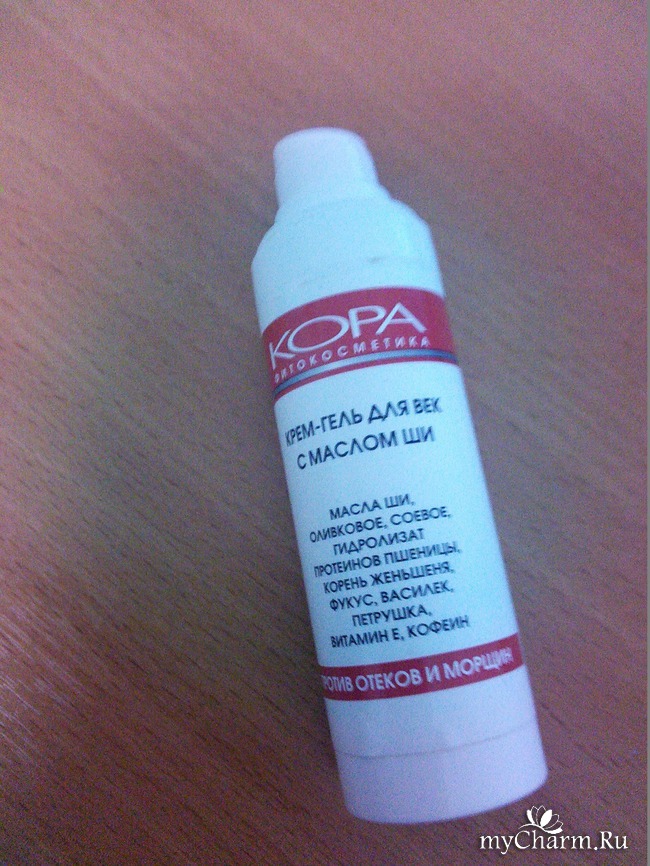 КОРА
ФИТОКОСМЕТИКА
КРЕМ-ГЕЛЬ ДЛЯ ВЕК
С МАСЛОМ ШИ
МАСЛА ШИ,
ОЛИВКОВОЕ, СОЕВОЕ,
ГИДРОЛИЗАТ
ПРОТЕИНОВ ПШЕНИЦЫ,
КОРЕНЬ ЖЕНЬШЕНЯ,
ФУКУС, ВАСИЛЕК,
ПЕТРУШКА,
ВИТАМИН Е, КОФЕИН
ПРОТИВ ОТЕКОВ И МОРЩИН
myCharm.Ru